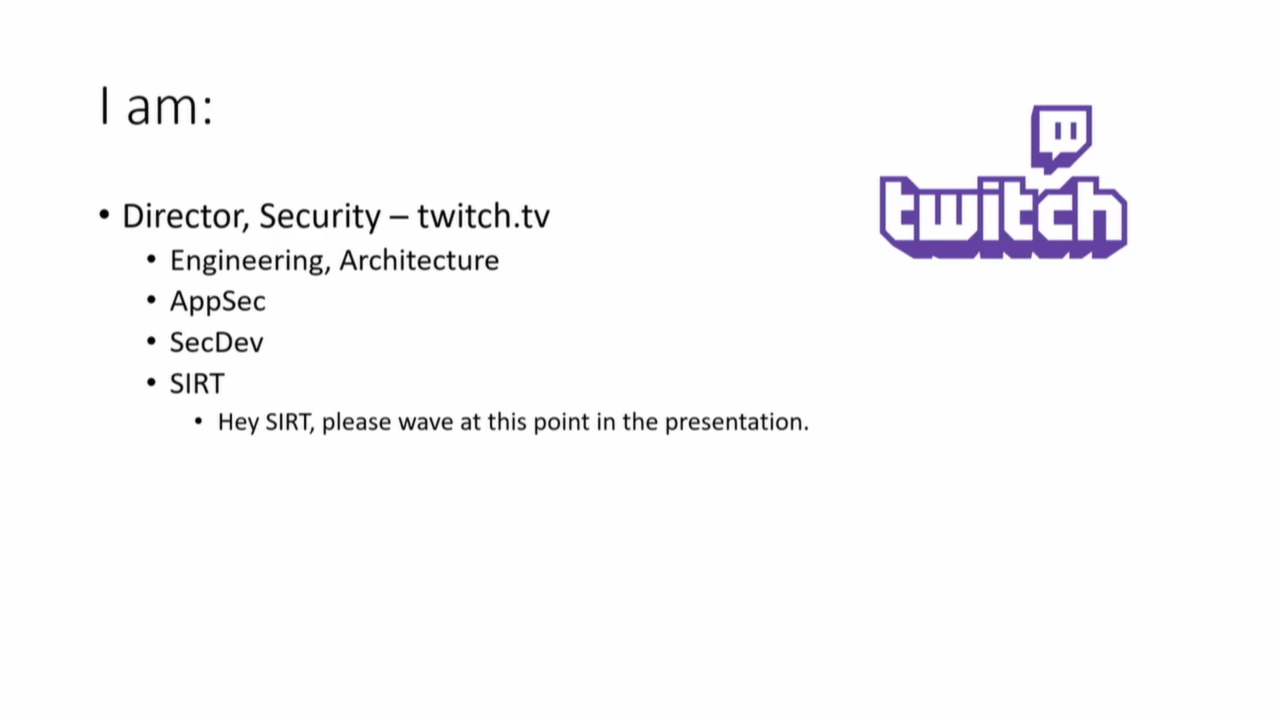 I am:
twitch
• Director, Security – twitch.tv
• Engineering, Architecture
• AppSec
• SecDev
• SIRT
• Hey SIRT, please wave at this point in the presentation.